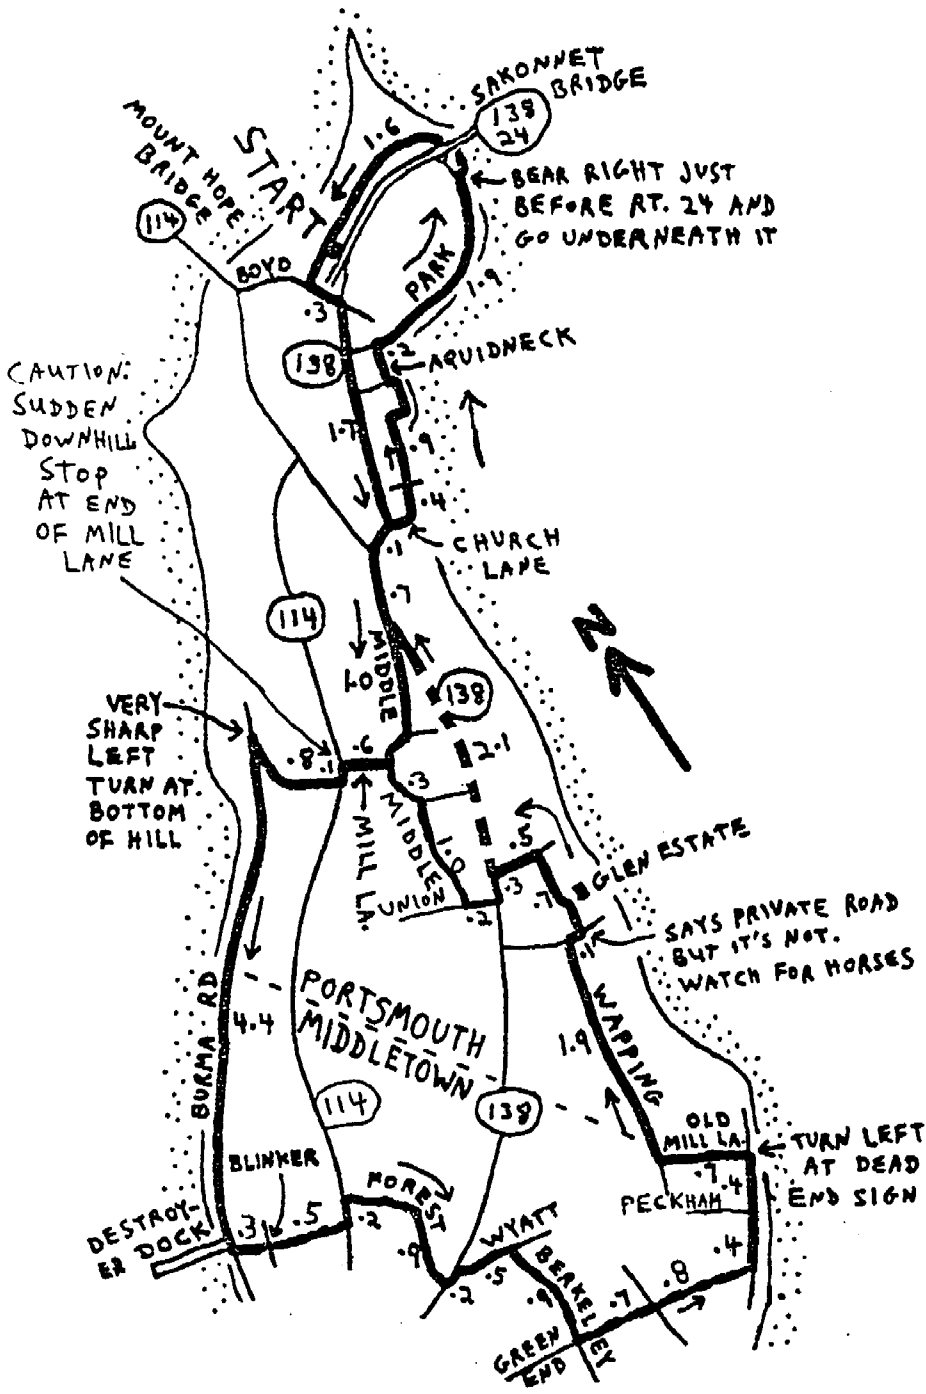 SAKONNET
BRIDGE
138
24
MOUNT HOPE
BRIDGE
START
1.6
114
BEAR RIGHT JUST
BEFORE RT. 24 AND
GO UNDERNEATH IT
BOYD
PARK
1.9
.3
138
.2
AQUIDNECK
CAUTION:
SUDDEN
DOWNHILL
STOP
AT END
OF MILL
LANE
1.7
.9
.4
CHURCH
LANE
.1
.7
114
N
MIDDLE
1.0
138
VERY
SHARP
LEFT
TURN AT
BOTTOM
OF HILL
.8
.1
.6
2.1
.3
MILL LA.
MIDDLE
1.0
.5
GLEN ESTATE
UNION
.2
.3
.7
SAYS PRIVATE ROAD
BUT IT'S NOT.
WATCH FOR HORSES
.1
BURMA RD
4.4
PORTSMOUTH
MIDDLETOWN
WAPPING
1.9
114
138
OLD
MILL LA.
TURN LEFT
AT DEAD
END SIGN
BLINKER
FOREST
.7
.4
PECKHAM
DESTROY-
ER DOCK
.3
.5
.2
.9
WYATT
.4
.2
.5
BERKELEY
.9
.7
.8
GREEN
END